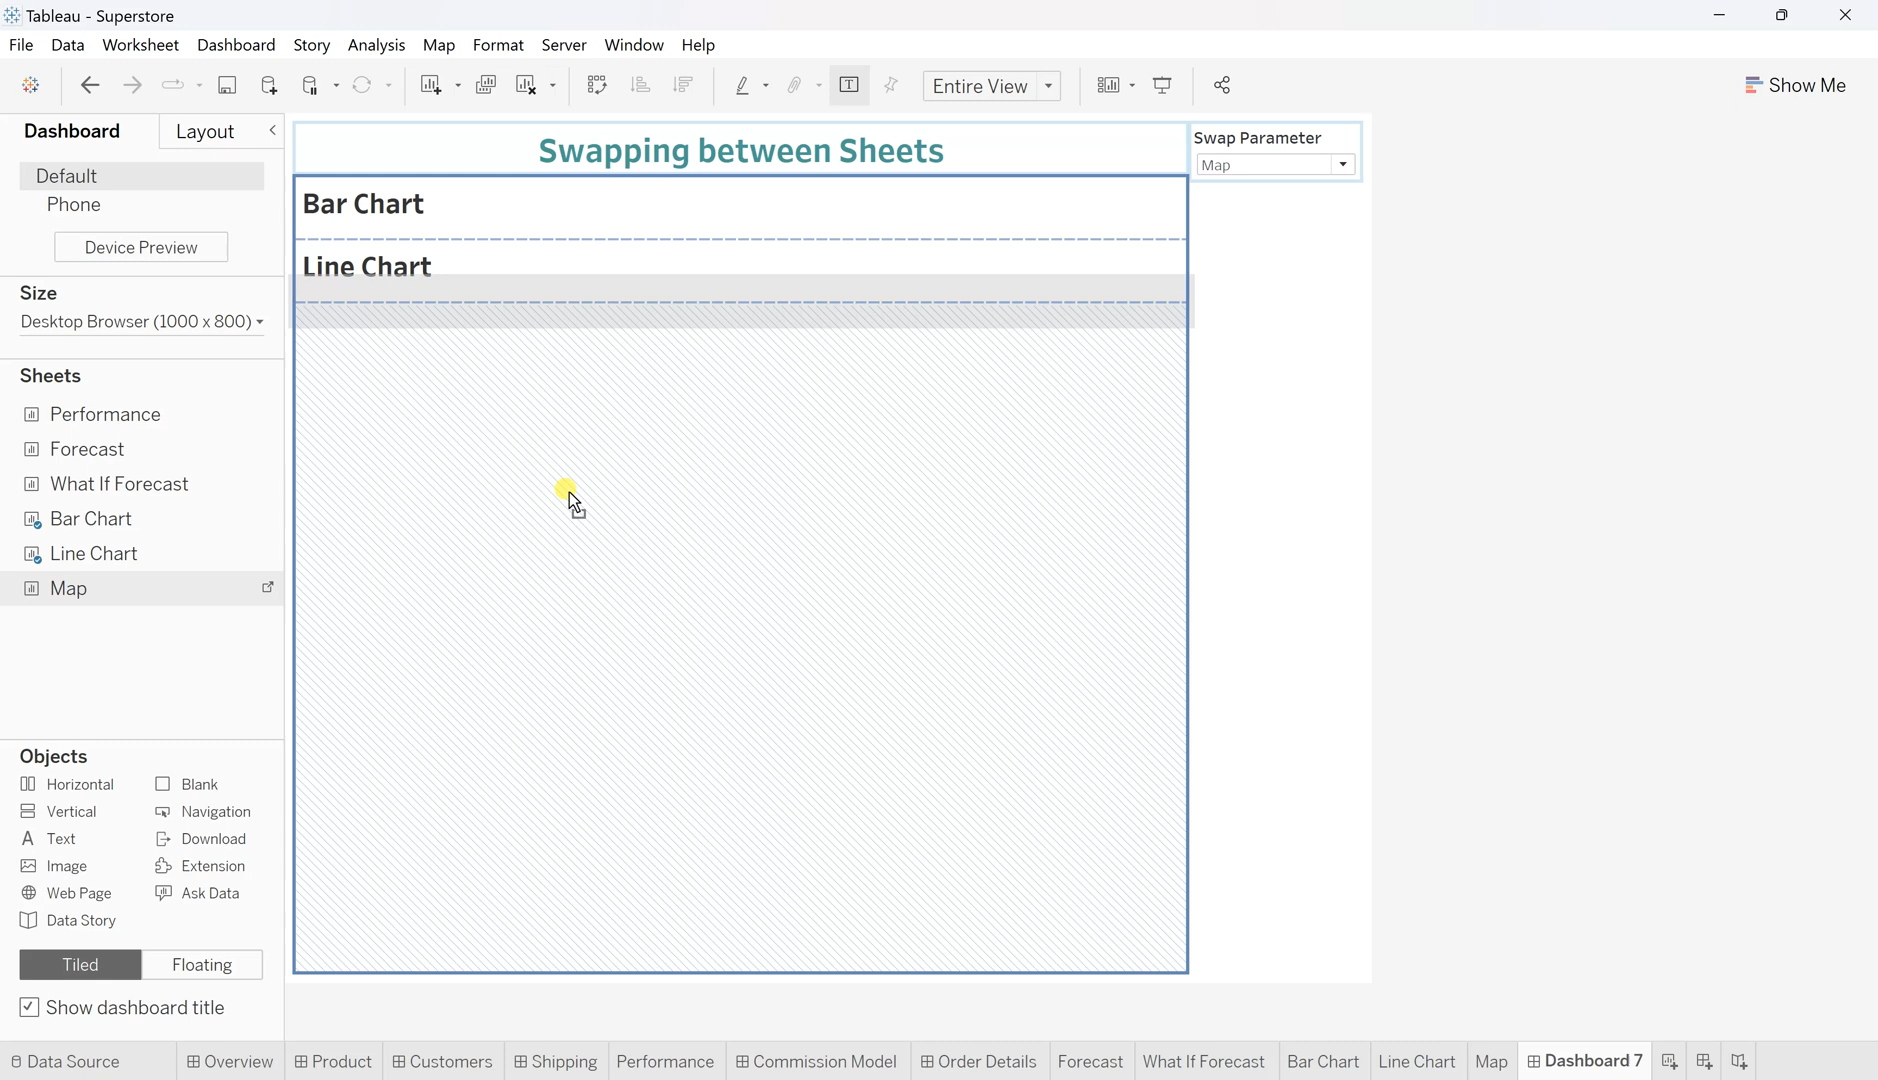 Tableau - Superstore
File Data Worksheet Dashboard Story Analysis Map Format Server Window Help
Entire View
Show Me
Dashboard Layout
Default
Phone
Device Preview
Size
Desktop Browser (1000 x 800)
Sheets
Performance
Forecast
What If Forecast
Bar Chart
Line Chart
Map
Objects
Horizontal Blank
Vertical Navigation
Text Download
Image Extension
Web Page Ask Data
Data Story
Tiled Floating
Show dashboard title
Swapping between Sheets
Swap Parameter
Map
Bar Chart
Line Chart
Data Source Overview Product Customers Shipping Performance Commission Model Order Details Forecast What If Forecast Bar Chart Line Chart Map Dashboard 7